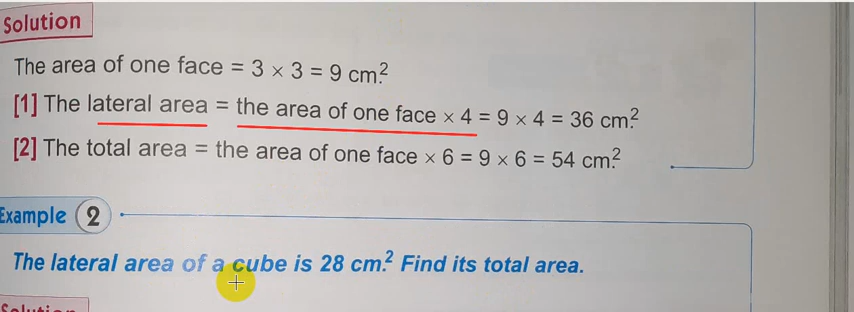 Solution
The area of one face = 3 × 3 = 9 cm.²
[1] The lateral area = the area of one face × 4 = 9 × 4 = 36 cm.²
[2] The total area = the area of one face × 6 = 9 × 6 = 54 cm.²
Example 2
The lateral area of a cube is 28 cm.² Find its total area.
Solution